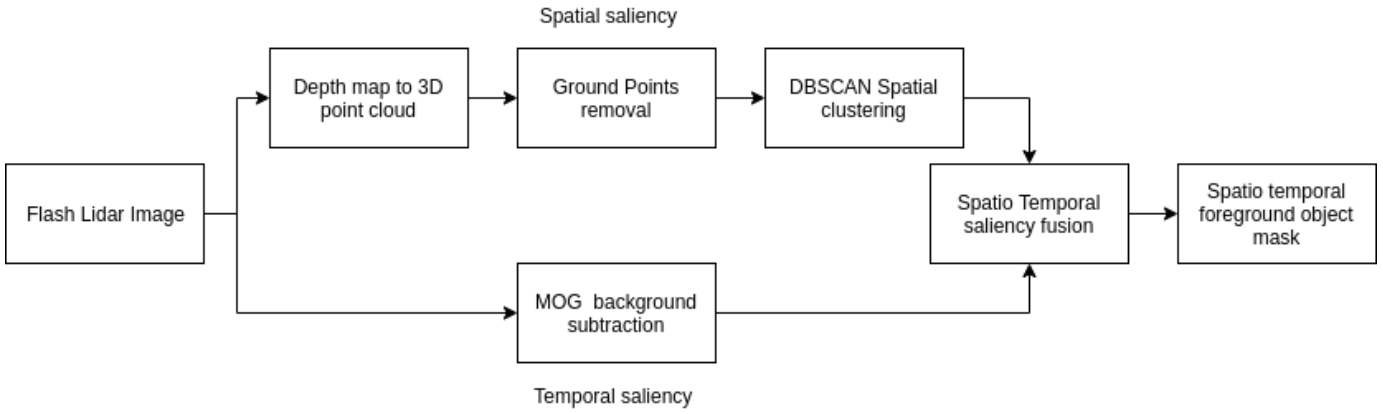 Spatial saliency
Depth map to 3D
point cloud
Ground Points
removal
DBSCAN Spatial
clustering
Flash Lidar Image
Spatio Temporal
saliency fusion
Spatio temporal
foreground object
mask
MOG background
subtraction
Temporal saliency